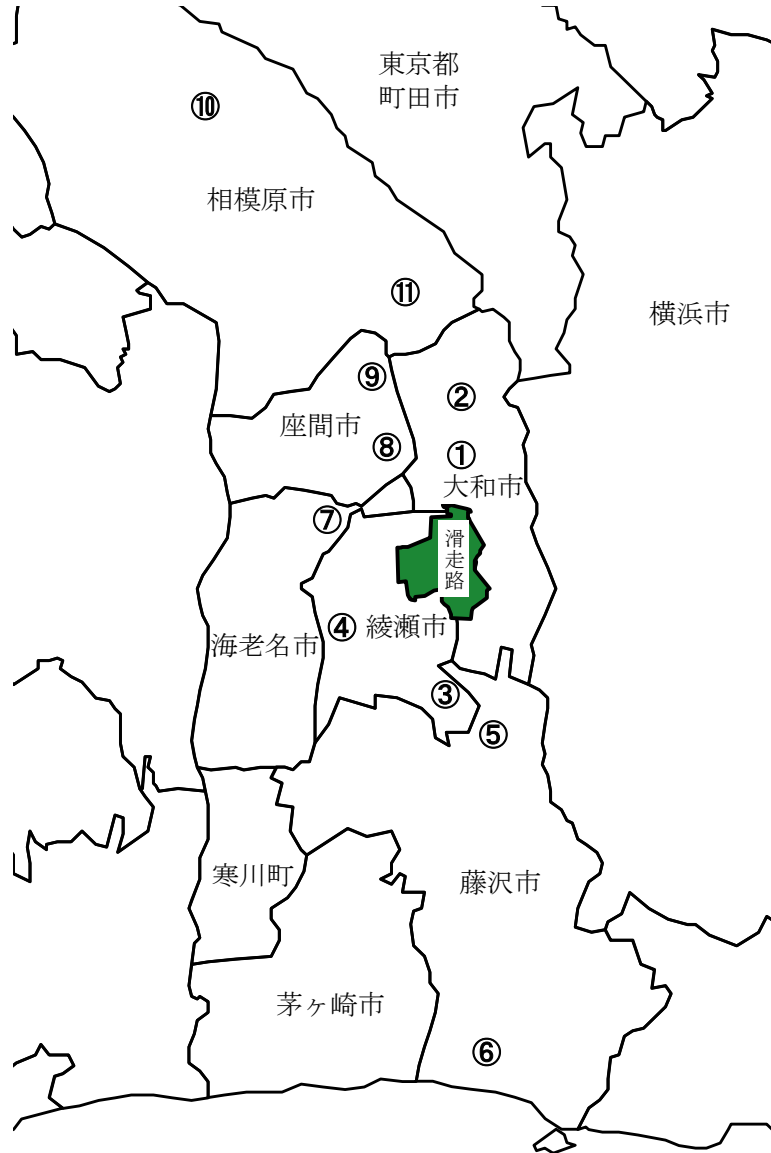 東京都
町田市
⑩
相模原市
⑪
横浜市
⑨
②
座間市
⑧
①
大和市
⑦
滑走路
④
綾瀬市
海老名市
③
⑤
寒川町
藤沢市
茅ヶ崎市
⑥